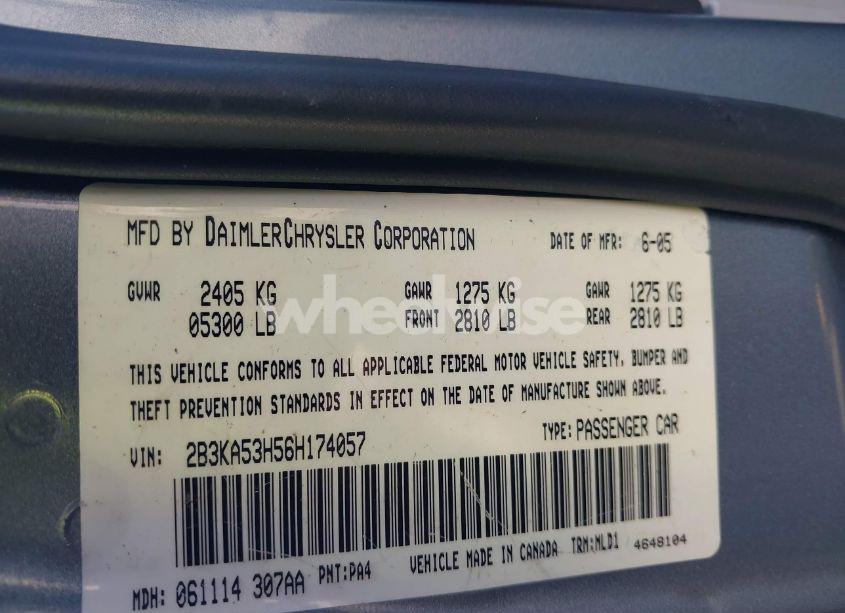 MFD BY DAIMLERCHRYSLER CORPORATION DATE OF MFR: 6-05
GVWR 2405 KG GAWR 1275 KG GAWR 1275 KG
05300 LB FRONT 2810 LB REAR 2810 LB
wheelwise
THIS VEHICLE CONFORMS TO ALL APPLICABLE FEDERAL MOTOR VEHICLE SAFETY, BUMPER AND
THEFT PREVENTION STANDARDS IN EFFECT ON THE DATE OF MANUFACTURE SHOWN ABOVE.
VIN: 2B3KA53H56H174057 TYPE: PASSENGER CAR
MDH: 061114 307AA PNT:PA4 VEHICLE MADE IN CANADA TRM:MLD1 4648104